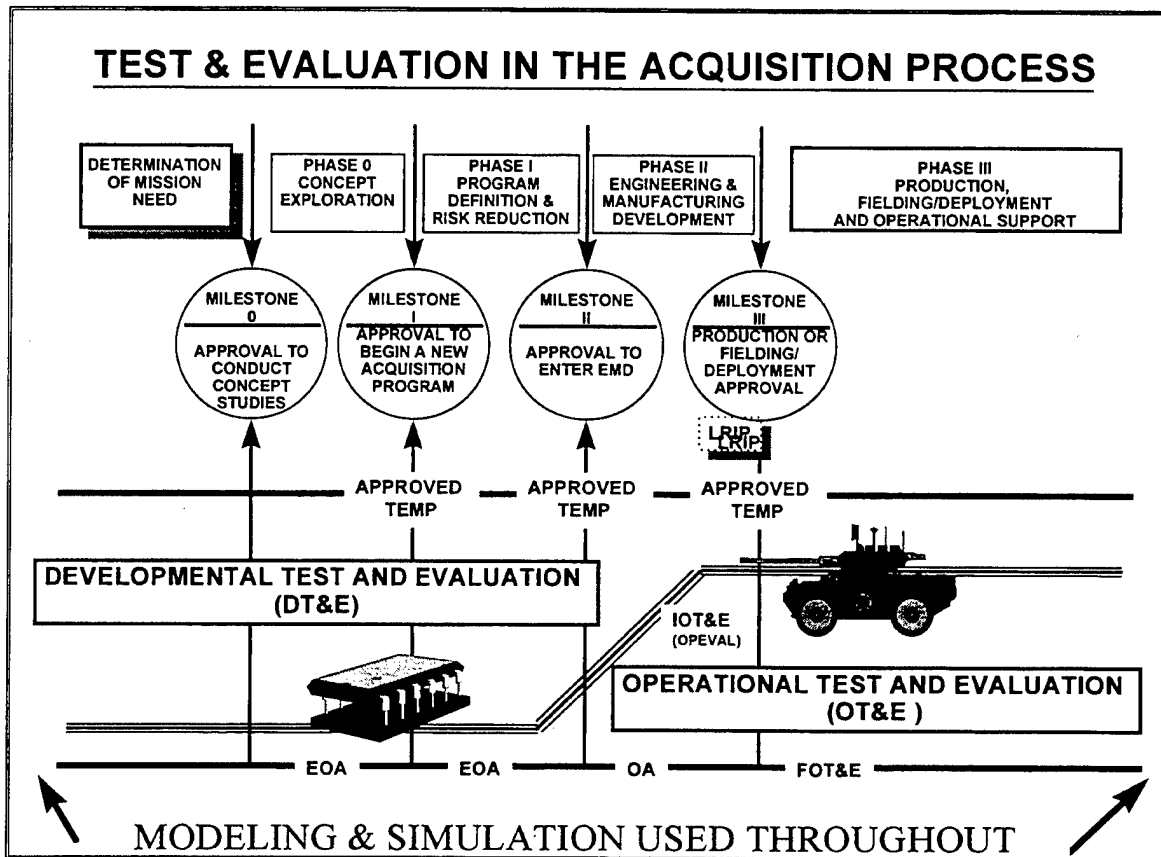 TEST & EVALUATION IN THE ACQUISITION PROCESS
DETERMINATION
OF MISSION
NEED
PHASE 0
CONCEPT
EXPLORATION
PHASE I
PROGRAM
DEFINITION &
RISK REDUCTION
PHASE II
ENGINEERING &
MANUFACTURING
DEVELOPMENT
PHASE III
PRODUCTION,
FIELDING/DEPLOYMENT
AND OPERATIONAL SUPPORT
MILESTONE
0
APPROVAL TO
CONDUCT
CONCEPT
STUDIES
MILESTONE
I
APPROVAL TO
BEGIN A NEW
ACQUISITION
PROGRAM
MILESTONE
II
APPROVAL TO
ENTER EMD
MILESTONE
III
PRODUCTION OR
FIELDING/
DEPLOYMENT
APPROVAL
LRIP
LRIP
APPROVED
TEMP
APPROVED
TEMP
APPROVED
TEMP
DEVELOPMENTAL TEST AND EVALUATION
(DT&E)
IOT&E
(OPEVAL)
OPERATIONAL TEST AND EVALUATION
(OT&E )
EOA
EOA
OA
FOT&E
MODELING & SIMULATION USED THROUGHOUT